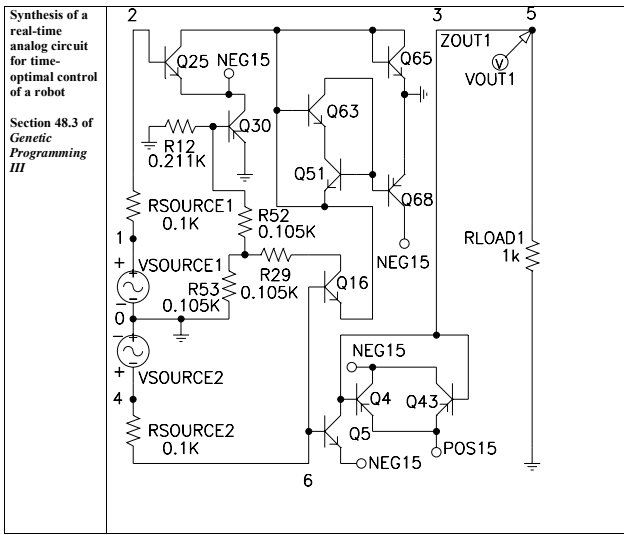 Synthesis of a
real-time
analog circuit
for time-
optimal control
of a robot
Section 48.3 of
Genetic
Programming
III
2
3
5
Q25
NEG15
Q65
ZOUT1
V
VOUT1
Q63
Q30
R12
0.211K
Q51
Q68
RSOURCE1
0.1K
R52
0.105K
NEG15
RLOAD1
1k
1
+
VSOURCE1
R29
0.105K
R53
0.105K
Q16
0
VSOURCE2
+
4
NEG15
Q4
Q43
Q5
RSOURCE2
0.1K
POS15
NEG15
6